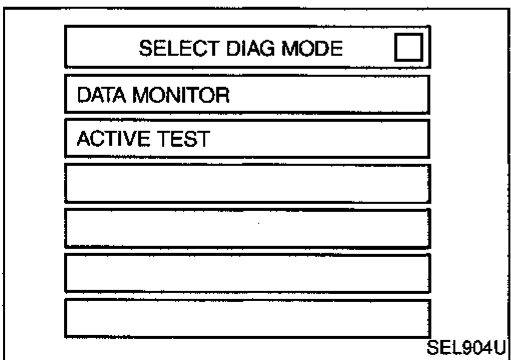 SELECT DIAG MODE
DATA MONITOR
ACTIVE TEST
SEL904U